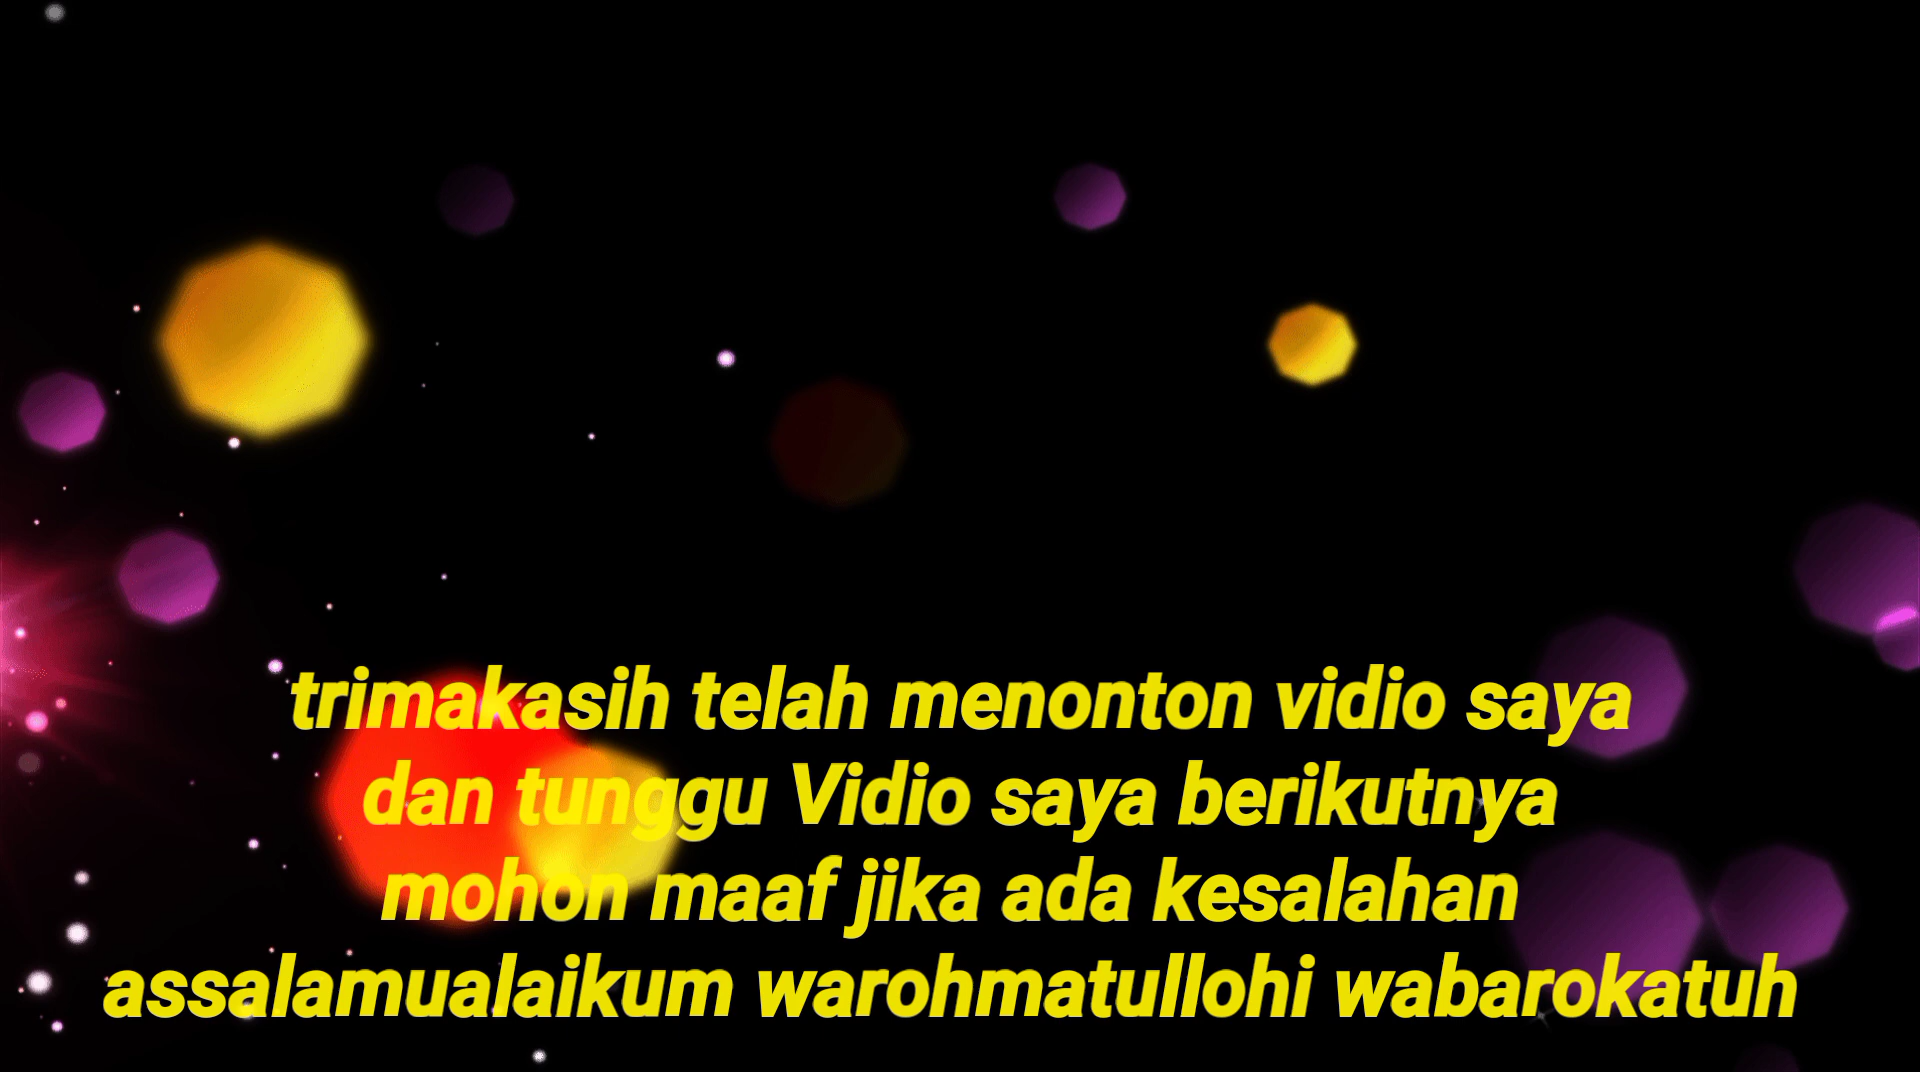 trimakasih telah menonton vidio saya
dan tunggu Vidio saya berikutnya
mohon maaf jika ada kesalahan
assalamualaikum warohmatullohi wabarokatuh